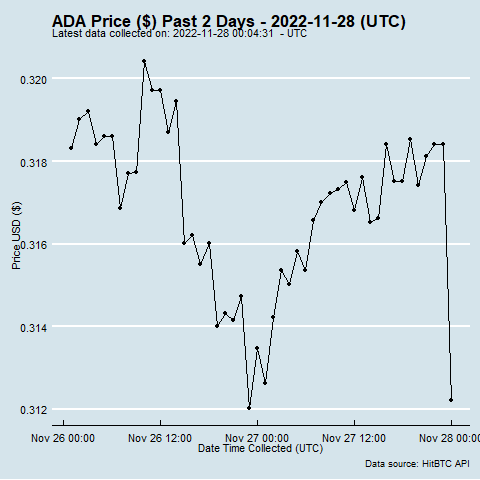 ADA Price ($) Past 2 Days - 2022-11-28 (UTC)
Latest data collected on: 2022-11-28 00:04:31  - UTC
0.320
0.318
0.316
0.314
0.312
Price USD ($)
Nov 26 00:00 Nov 26 12:00 Nov 27 00:00 Nov 27 12:00 Nov 28 00:00
Date Time Collected (UTC)
Data source: HitBTC API